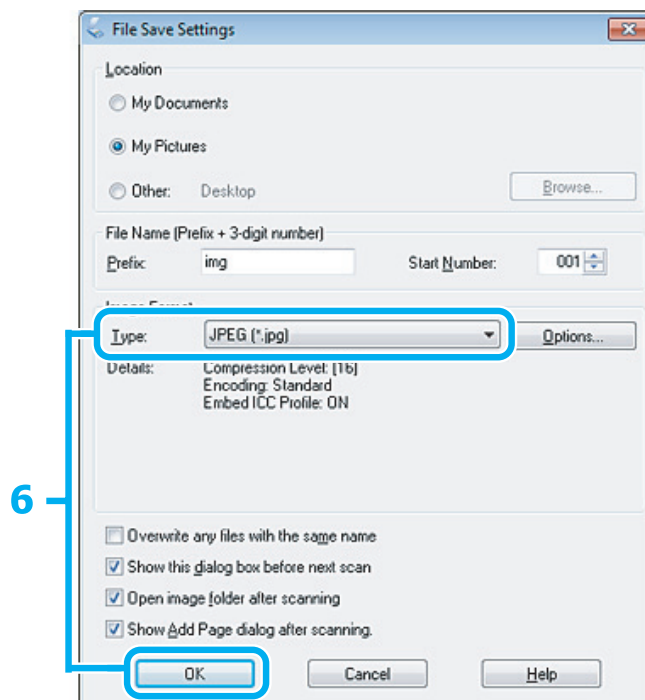 File Save Settings
Location
My Documents
My Pictures
Other: Desktop Browse...
File Name (Prefix + 3-digit number)
Prefix: img Start Number: 001
Image Format
Type: JPEG (*.jpg) Options...
Details: Compression Level: [16]
Encoding: Standard
Embed ICC Profile: ON
6
Overwrite any files with the same name
Show this dialog box before next scan
Open image folder after scanning
Show Add Page dialog after scanning.
OK Cancel Help